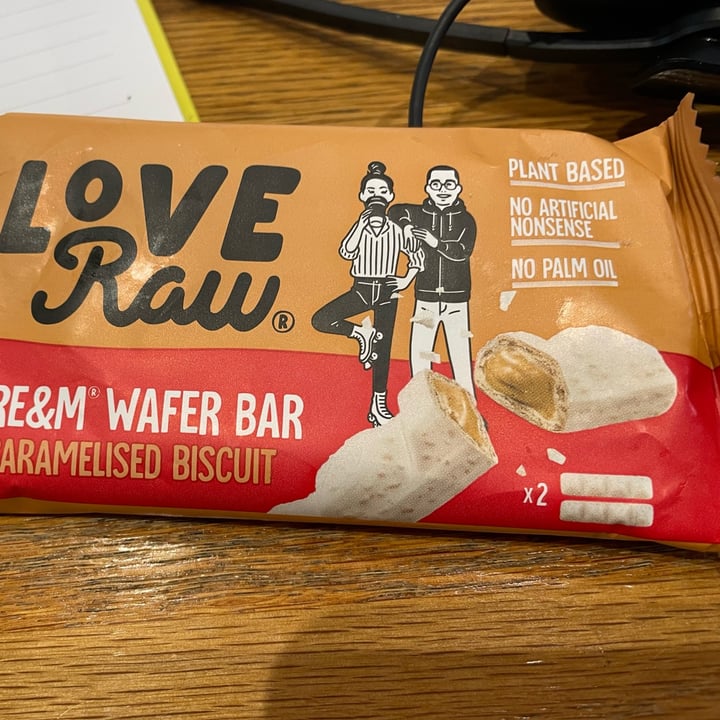 LOVE
Raw®
PLANT BASED
NO ARTIFICIAL
NONSENSE
NO PALM OIL
RE&M® WAFER BAR
ARAMELISED BISCUIT
x2